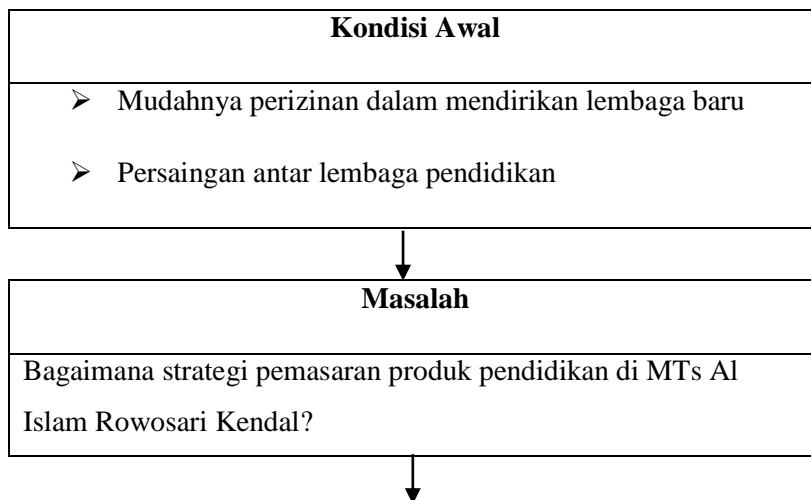 Kondisi Awal
➢ Mudahnya perizinan dalam mendirikan lembaga baru
➢ Persaingan antar lembaga pendidikan
Masalah
Bagaimana strategi pemasaran produk pendidikan di MTs Al
Islam Rowosari Kendal?